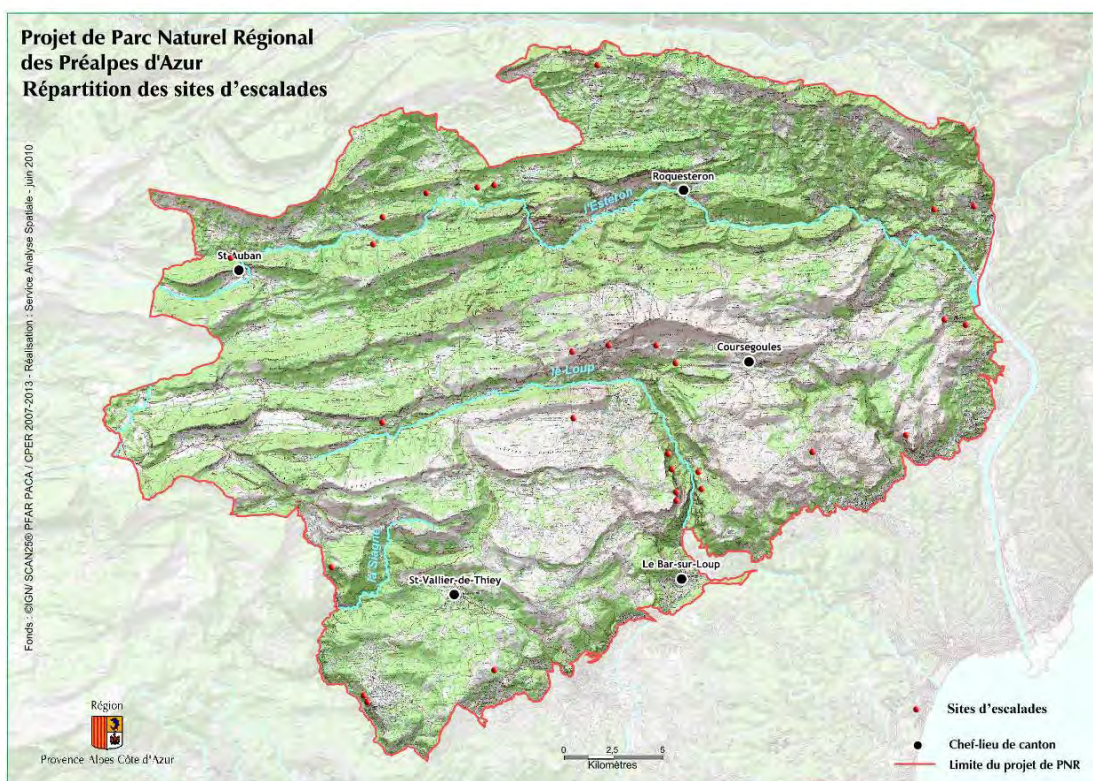 Projet de Parc Naturel Régional
des Préalpes d'Azur
Répartition des sites d'escalades
Fonds : ©IGN/ SCAN25® PFAR PACA / CPER 2007-2013 - Réalisation : Service Analyse Spatiale - juin 2010
Roquesteron
l'Estéron
St-Auban
Coursegoules
le Loup
la Siagne
St-Vallier-de-Thiey
Le Bar-sur-Loup
Région
Provence Alpes Côte d'Azur
0 2,5 5
Kilomètres
Sites d'escalades
Chef-lieu de canton
Limite du projet de PNR